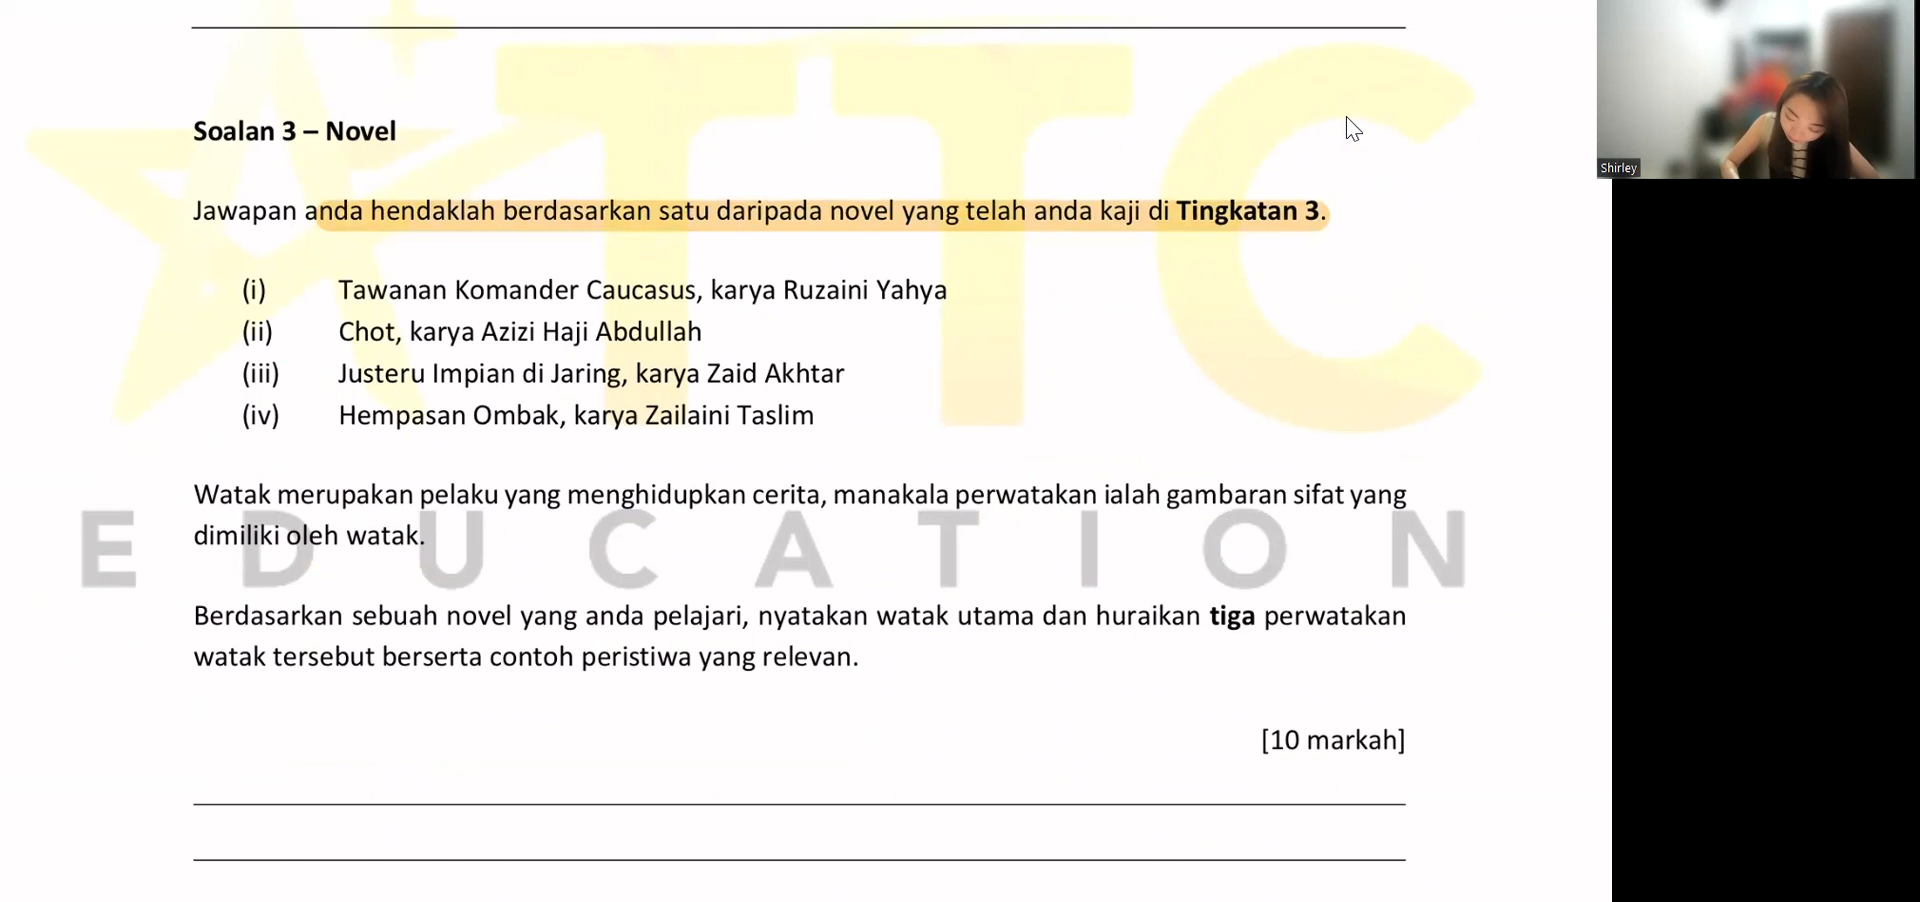 Soalan 3 – Novel
Jawapan anda hendaklah berdasarkan satu daripada novel yang telah anda kaji di Tingkatan 3.
(i) Tawanan Komander Caucasus, karya Ruzaini Yahya
(ii) Chot, karya Azizi Haji Abdullah
(iii) Justeru Impian di Jaring, karya Zaid Akhtar
(iv) Hempasan Ombak, karya Zailaini Taslim
Watak merupakan pelaku yang menghidupkan cerita, manakala perwatakan ialah gambaran sifat yang
dimiliki oleh watak.
Berdasarkan sebuah novel yang anda pelajari, nyatakan watak utama dan huraikan tiga perwatakan
watak tersebut berserta contoh peristiwa yang relevan.
[10 markah]
TTC
EDUCATION
Shirley